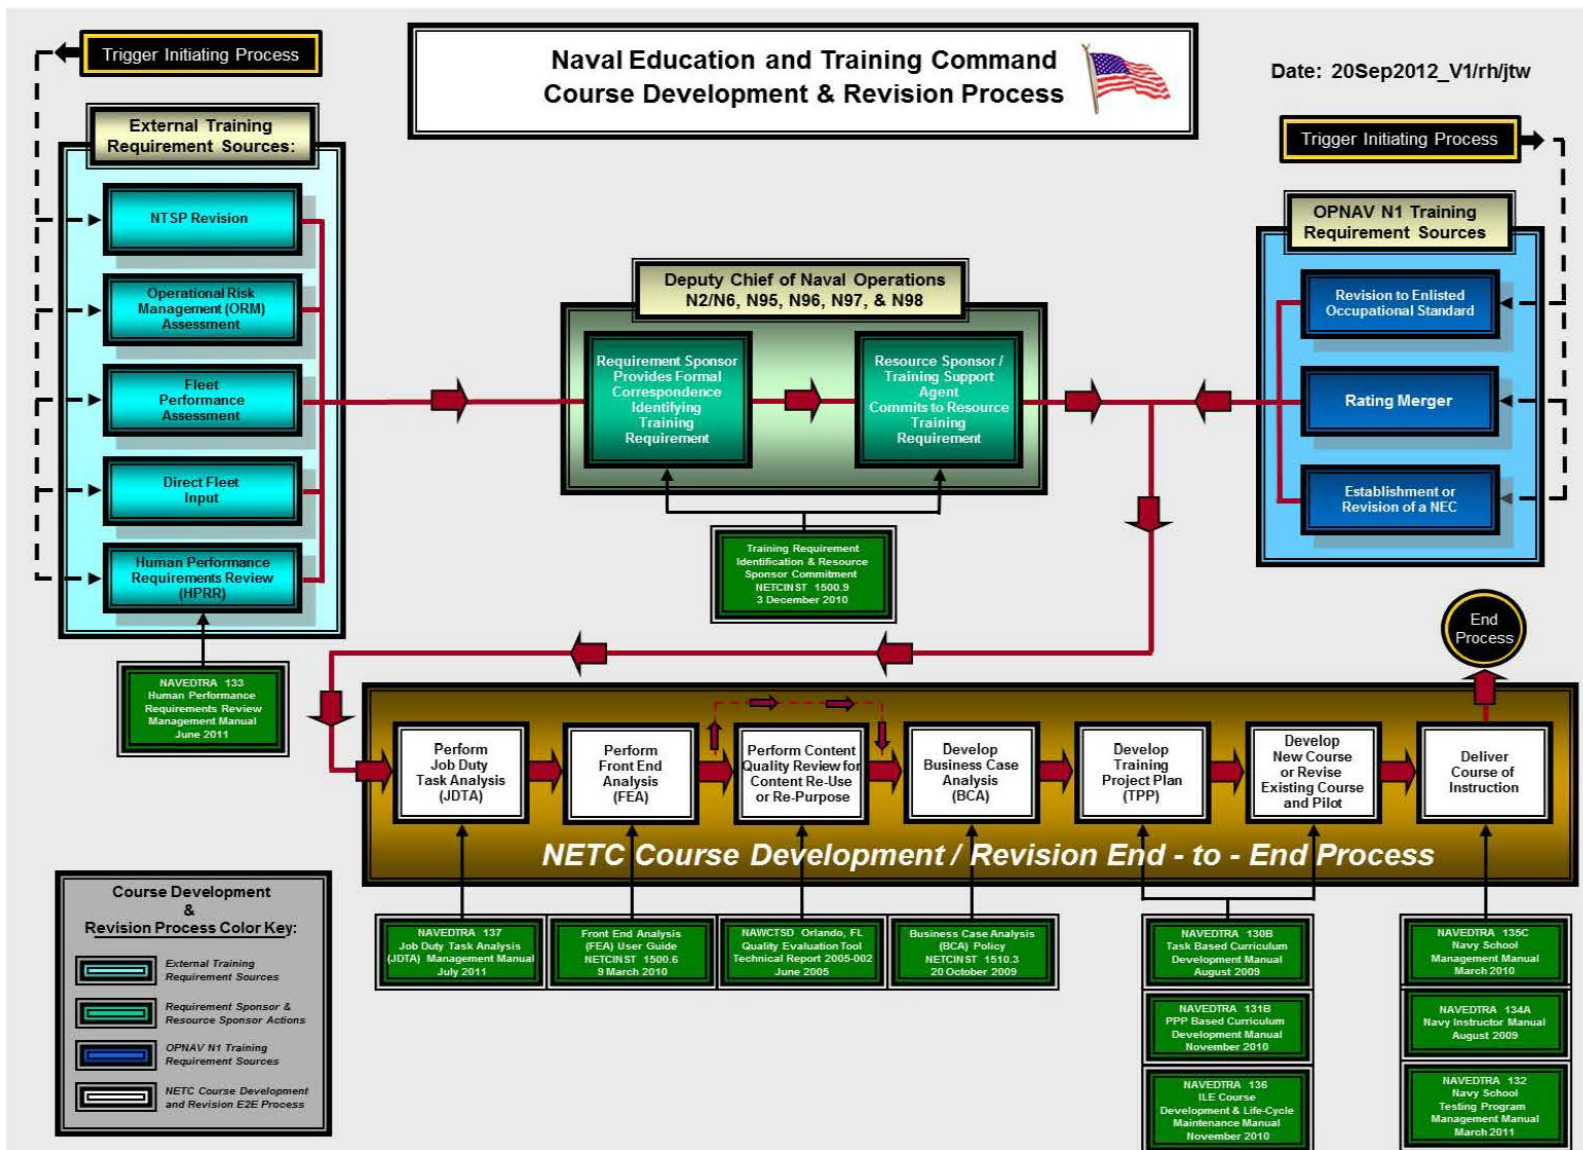 Trigger Initiating Process
Naval Education and Training Command
Course Development & Revision Process
Date: 20Sep2012_V1/rh/jtw
External Training
Requirement Sources:
NTSP Revision
Operational Risk
Management (ORM)
Assessment
Fleet
Performance
Assessment
Direct Fleet
Input
Human Performance
Requirements Review
(HPRR)
NAVEDTRA 133
Human Performance
Requirements Review
Management Manual
June 2011
Deputy Chief of Naval Operations
N2/N6, N95, N96, N97, & N98
Requirement Sponsor
Provides Formal
Correspondence
Identifying
Training
Requirement
Resource Sponsor /
Training Support
Agent
Commits to Resource
Training
Requirement
Training Requirement
Identification & Resource
Sponsor Commitment
NETCINST 1500.9
3 December 2010
Trigger Initiating Process
OPNAV N1 Training
Requirement Sources
Revision to Enlisted
Occupational Standard
Rating Merger
Establishment or
Revision of a NEC
End
Process
Perform
Job Duty
Task Analysis
(JDTA)
Perform
Front End
Analysis
(FEA)
Perform Content
Quality Review for
Content Re-Use
or Re-Purpose
Develop
Business Case
Analysis
(BCA)
Develop
Training
Project Plan
(TPP)
Develop
New Course
or Revise
Existing Course
and Pilot
Deliver
Course of
Instruction
NETC Course Development / Revision End - to - End Process
NAVEDTRA 137
Job Duty Task Analysis
(JDTA) Management Manual
July 2011
Front End Analysis
(FEA) User Guide
NETCINST 1500.6
9 March 2010
NAWCTSD Orlando, FL
Quality Evaluation Tool
Technical Report 2005-002
June 2005
Business Case Analysis
(BCA) Policy
NETCINST 1510.3
20 October 2009
NAVEDTRA 130B
Task Based Curriculum
Development Manual
August 2009
NAVEDTRA 131B
PPP Based Curriculum
Development Manual
November 2010
NAVEDTRA 136
ILE Course
Development & Life-Cycle
Maintenance Manual
November 2010
NAVEDTRA 135C
Navy School
Management Manual
March 2010
NAVEDTRA 134A
Navy Instructor Manual
August 2009
NAVEDTRA 132
Navy School
Testing Program
Management Manual
March 2011
Course Development
&
Revision Process Color Key:
External Training
Requirement Sources
Requirement Sponsor &
Resource Sponsor Actions
OPNAV N1 Training
Requirement Sources
NETC Course Development
and Revision E2E Process